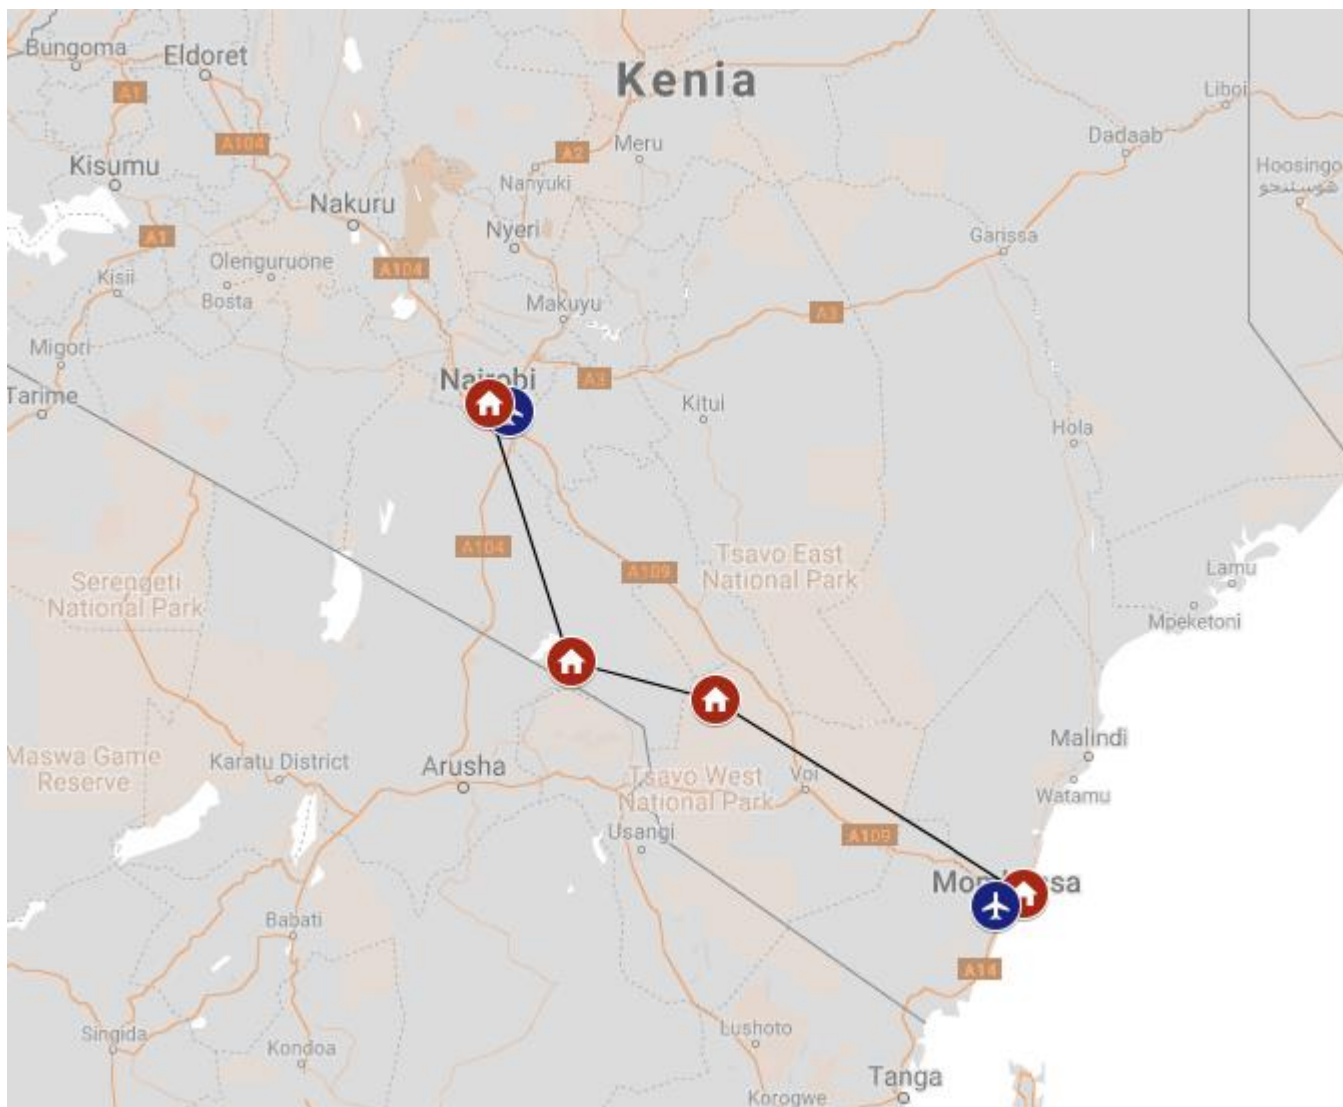 Bungoma
Eldoret
Kenia
A1
Liboi
A104
Meru
A2
Dadaab
Kisumu
Nanyuki
Hoosingo
هوسينجو
Nakuru
Nyeri
A1
Garissa
Olenguruone
A104
Kisii
Bosta
Makuyu
A3
Migori
Nairobi
A3
Tarime
Kitui
Hola
A104
Tsavo East
National Park
A109
Serengeti
National Park
Lamu
Mpeketoni
Malindi
Maswa Game
Reserve
Karatu District
Arusha
Tsavo West
National Park
Voi
Watamu
Usangi
A109
Mombassa
Babati
A14
Singida
Kondoa
Lushoto
Tanga
Korogwe